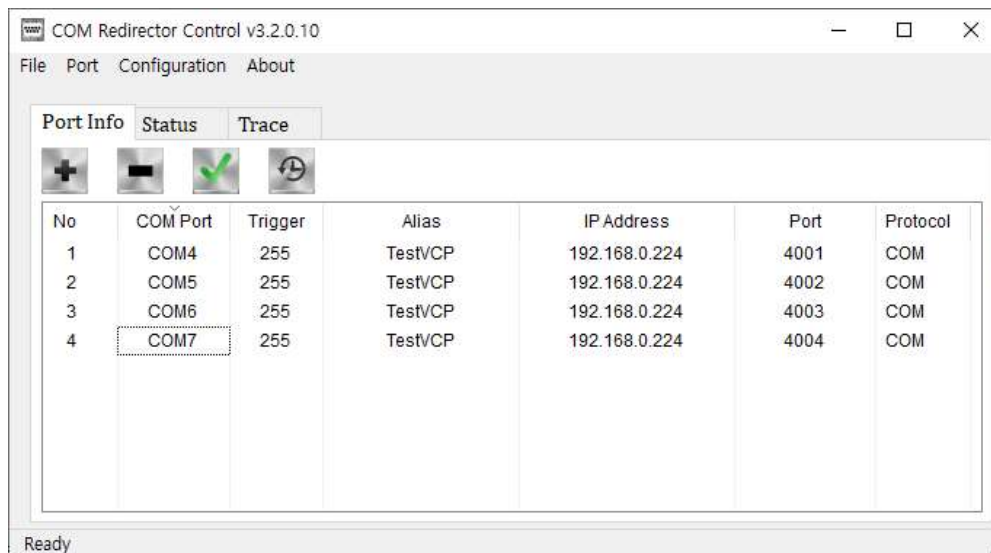 COM Redirector Control v3.2.0.10
File Port Configuration About
Port Info Status Trace
No COM Port Trigger Alias IP Address Port Protocol
1 COM4 255 TestVCP 192.168.0.224 4001 COM
2 COM5 255 TestVCP 192.168.0.224 4002 COM
3 COM6 255 TestVCP 192.168.0.224 4003 COM
4 COM7 255 TestVCP 192.168.0.224 4004 COM
Ready